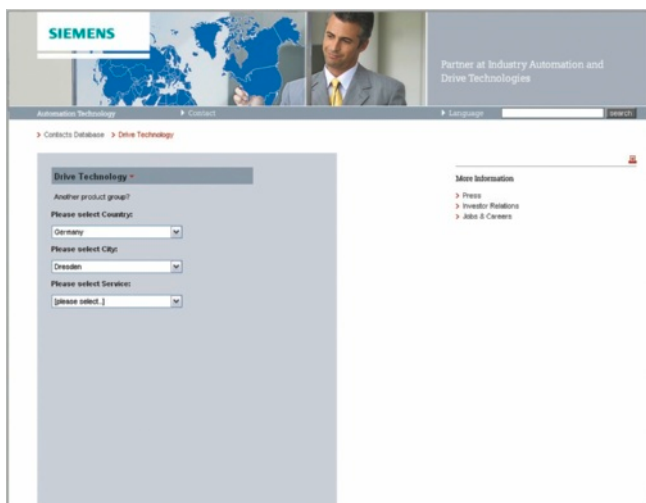 SIEMENS
Partner at Industry Automation and
Drive Technologies
Automation Technology
Contact
Language
search
Contacts Database
Drive Technology
Drive Technology
Another product group?
Please select Country:
Germany
Please select City:
Dresden
Please select Service:
[please select..]
More Information
Press
Investor Relations
Jobs & Careers